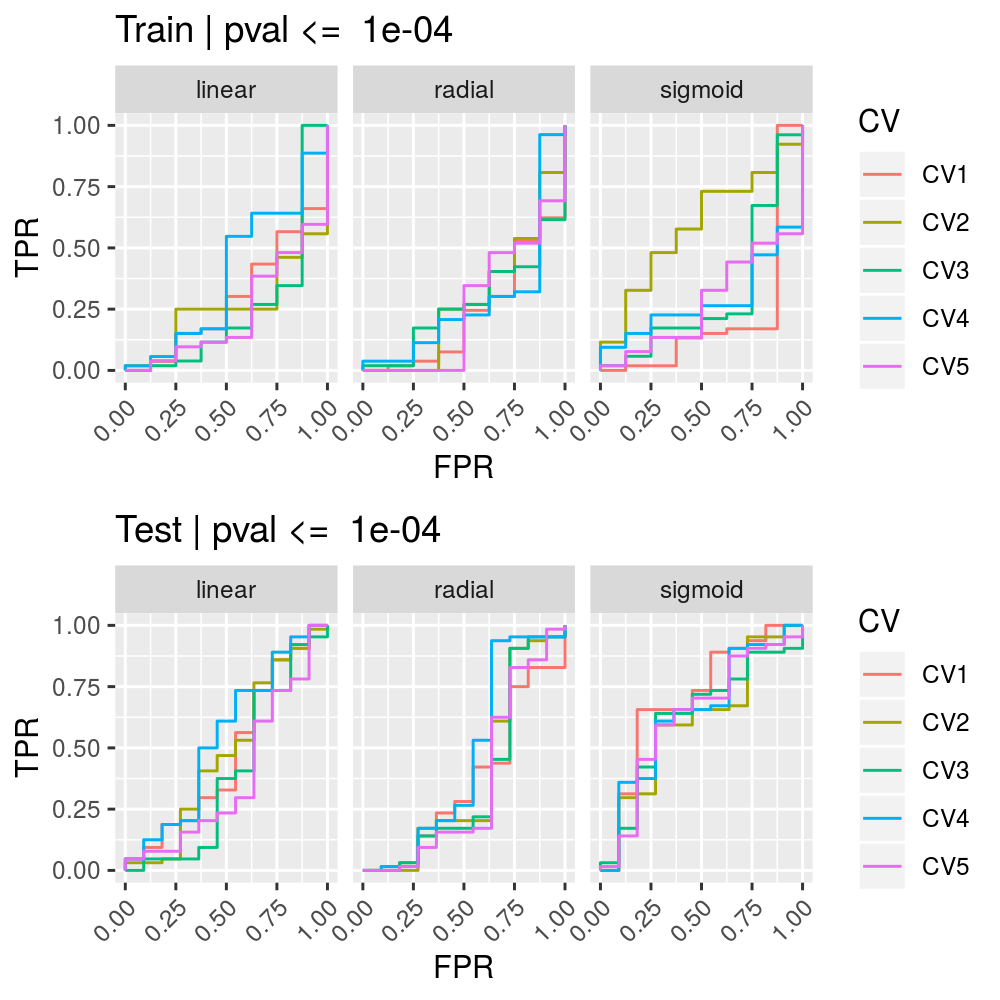 Train | pval <=  1e-04
linear
radial
sigmoid
1.00
0.75
0.50
0.25
0.00
TPR
0.00 0.25 0.50 0.75 1.00
0.00 0.25 0.50 0.75 1.00
0.00 0.25 0.50 0.75 1.00
FPR
CV
CV1
CV2
CV3
CV4
CV5
Test | pval <=  1e-04
linear
radial
sigmoid
1.00
0.75
0.50
0.25
0.00
TPR
0.00 0.25 0.50 0.75 1.00
0.00 0.25 0.50 0.75 1.00
0.00 0.25 0.50 0.75 1.00
FPR
CV
CV1
CV2
CV3
CV4
CV5